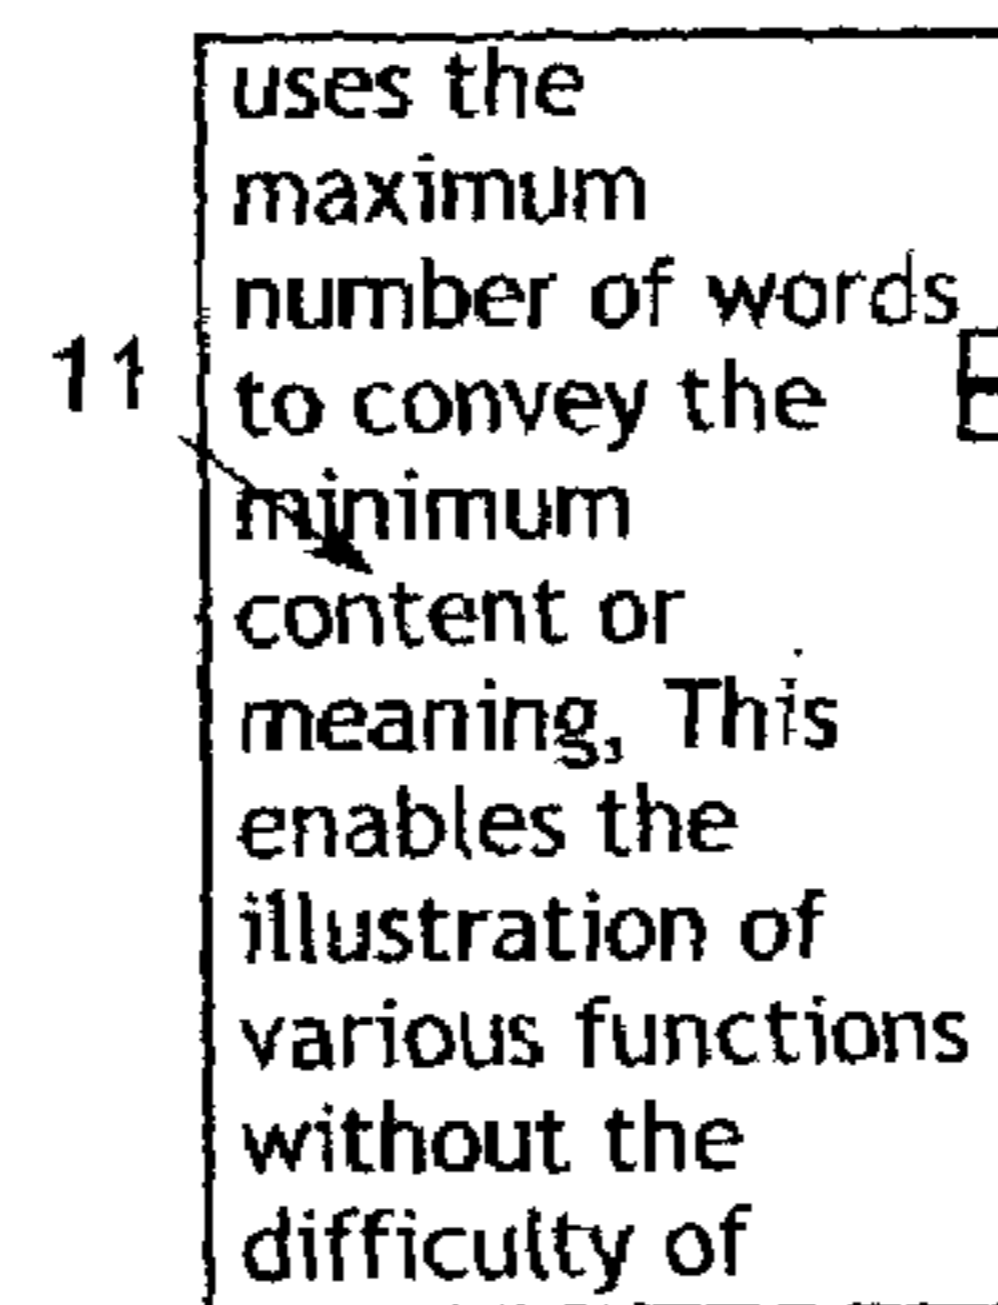 uses the
maximum
number of words
11
to convey the
minimum
content or
meaning, This
enables the
illustration of
various functions
without the
difficulty of